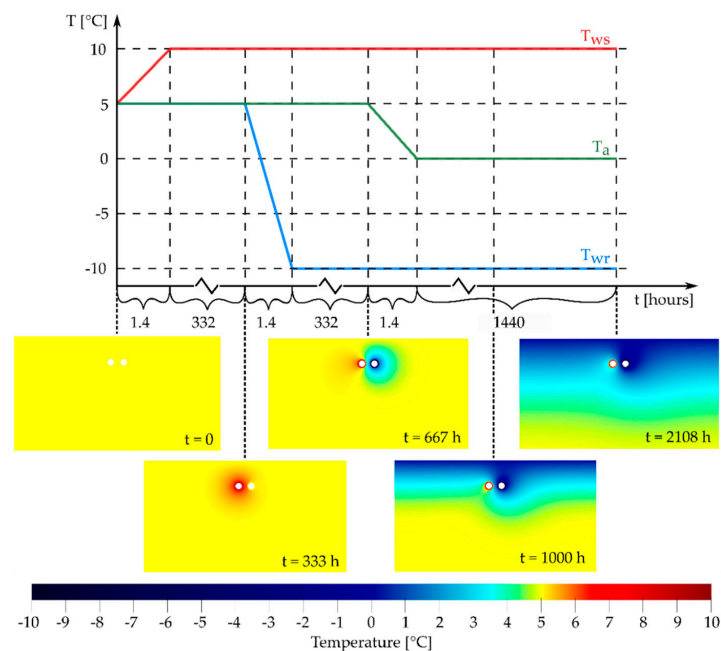 T [°C]
10
T_ws
5
0
T_a
-5
-10
T_wr
t [hours]
1.4
332
1.4
332
1.4
1440
t = 0
t = 667 h
t = 2108 h
t = 333 h
t = 1000 h
-10 -9 -8 -7 -6 -5 -4 -3 -2 -1 0 1 2 3 4 5 6 7 8 9 10
Temperature [°C]